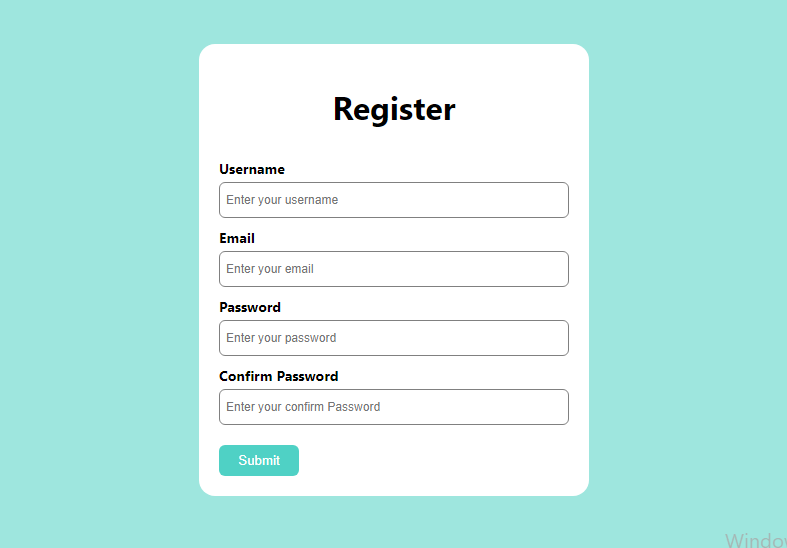 Register
Username
Enter your username
Email
Enter your email
Password
Enter your password
Confirm Password
Enter your confirm Password
Submit